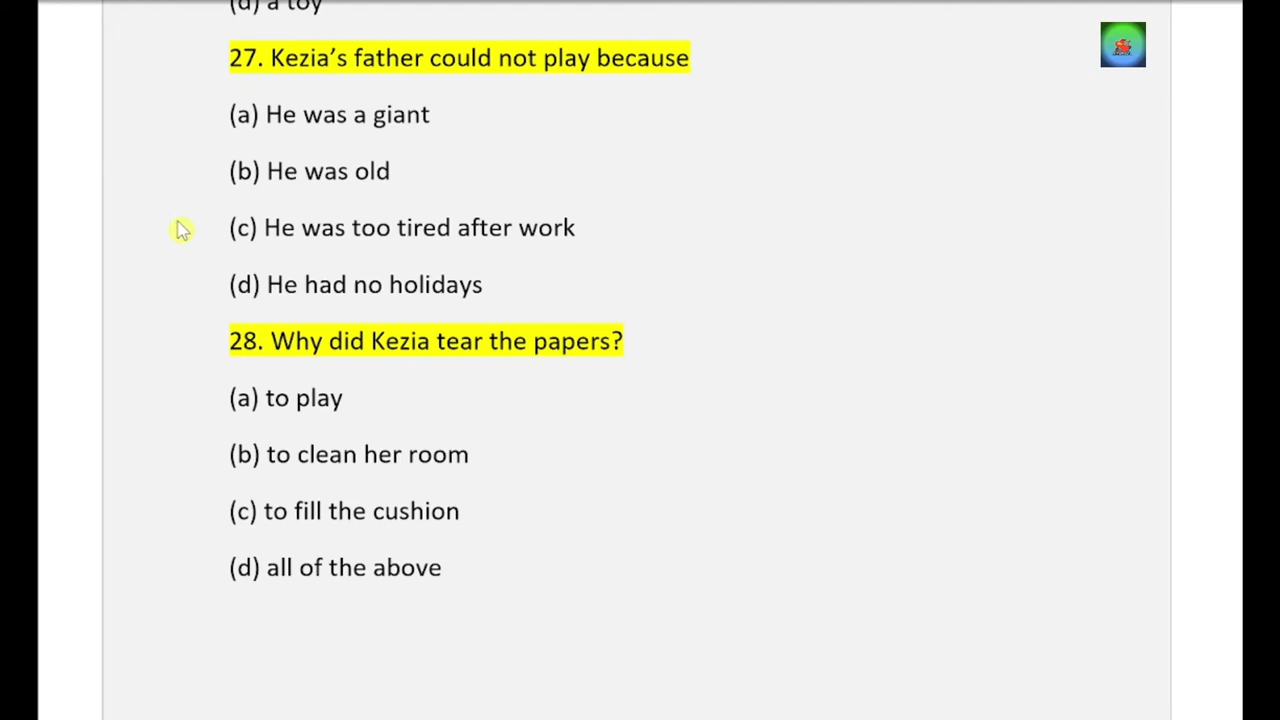 (d) a toy
27. Kezia’s father could not play because
(a) He was a giant
(b) He was old
(c) He was too tired after work
(d) He had no holidays
28. Why did Kezia tear the papers?
(a) to play
(b) to clean her room
(c) to fill the cushion
(d) all of the above